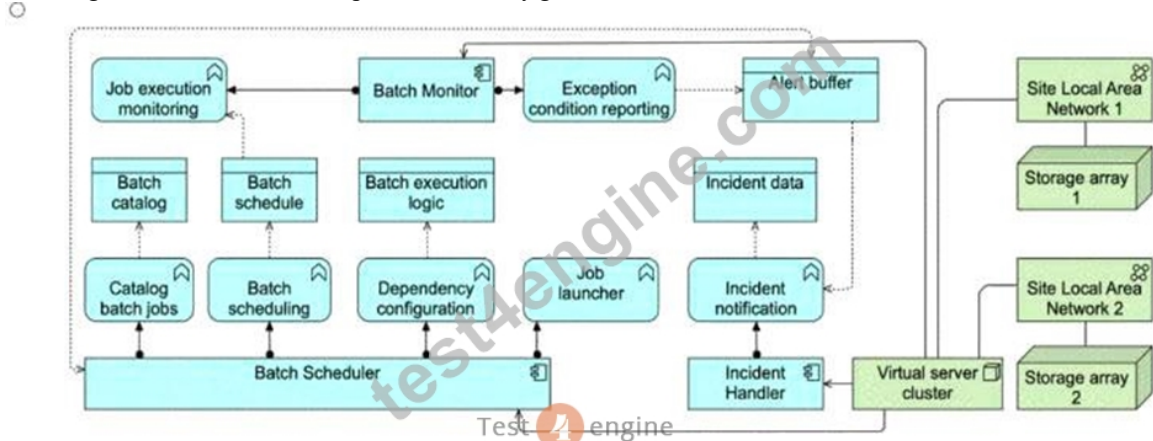 Job execution
monitoring
Batch Monitor
Exception
condition reporting
Alert buffer
Site Local Area
Network 1
Batch
catalog
Batch
schedule
Batch execution
logic
Incident data
Storage array
1
Catalog
batch jobs
Batch
scheduling
Dependency
configuration
Job
launcher
Incident
notification
Site Local Area
Network 2
Batch Scheduler
Incident
Handler
Virtual server
cluster
Storage array
2
test4engine.com
Test 4 engine